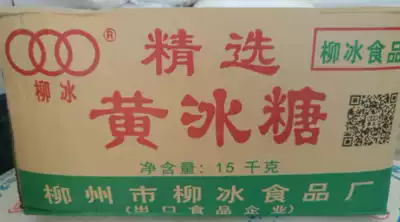 ®
柳冰
精选
柳冰食品
黄冰糖
净含量：15 千克
柳州市柳冰食品厂
(出口食品企业)